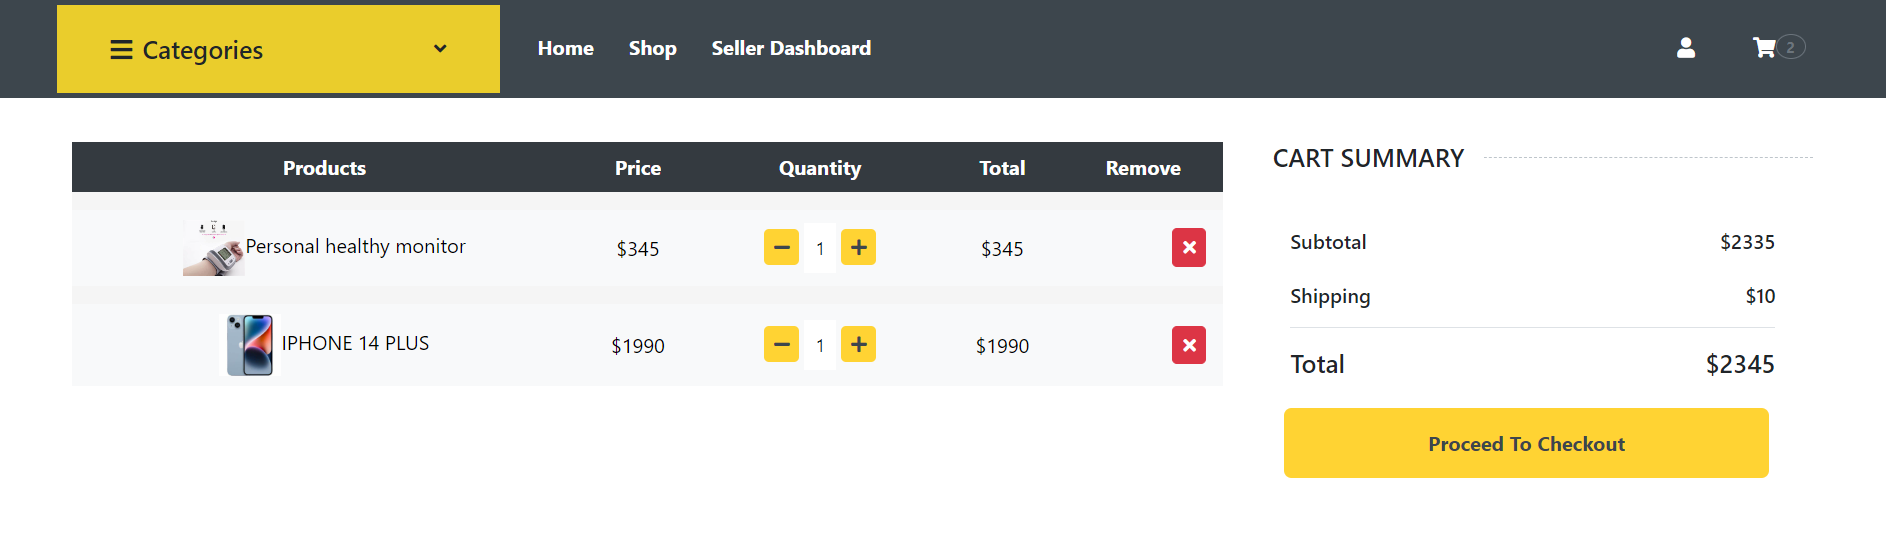 Categories Home Shop Seller Dashboard 2
Products Price Quantity Total Remove
Personal healthy monitor $345 1 $345
IPHONE 14 PLUS $1990 1 $1990
CART SUMMARY
Subtotal $2335
Shipping $10
Total $2345
Proceed To Checkout